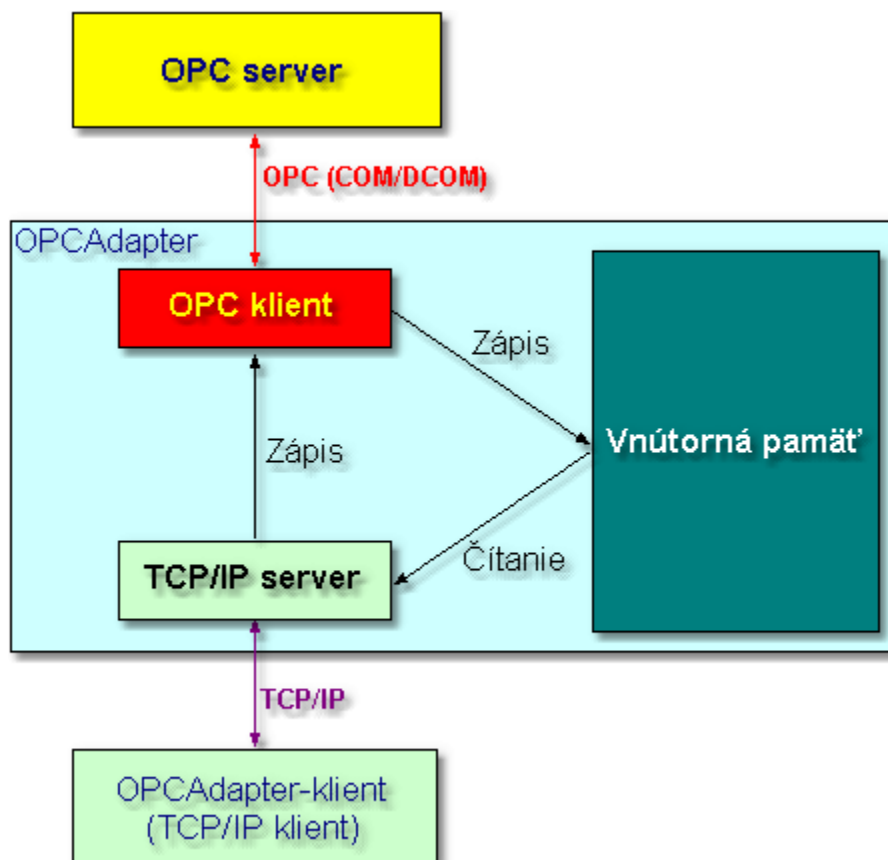 OPC server
OPC (COM/DCOM)
OPCAdapter
OPC klient
Zápis
Vnútorná pamäť
Zápis
Čítanie
TCP/IP server
TCP/IP
OPCAdapter-klient
(TCP/IP klient)